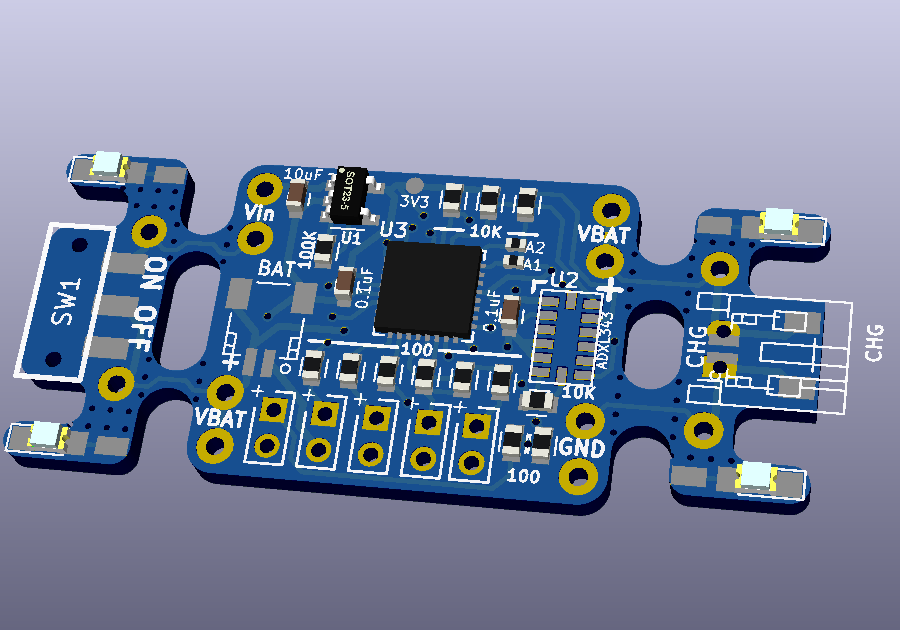 10uF
SOT23-5
3V3
Vin
100K
U1
U3
10K
VBAT
A2
A1
BAT
0.1uF
U2
+
ON OFF
SW1
.1uF
ADXL343
CHG
CHG
100
+
10K
+ + + + +
VBAT
GND
100